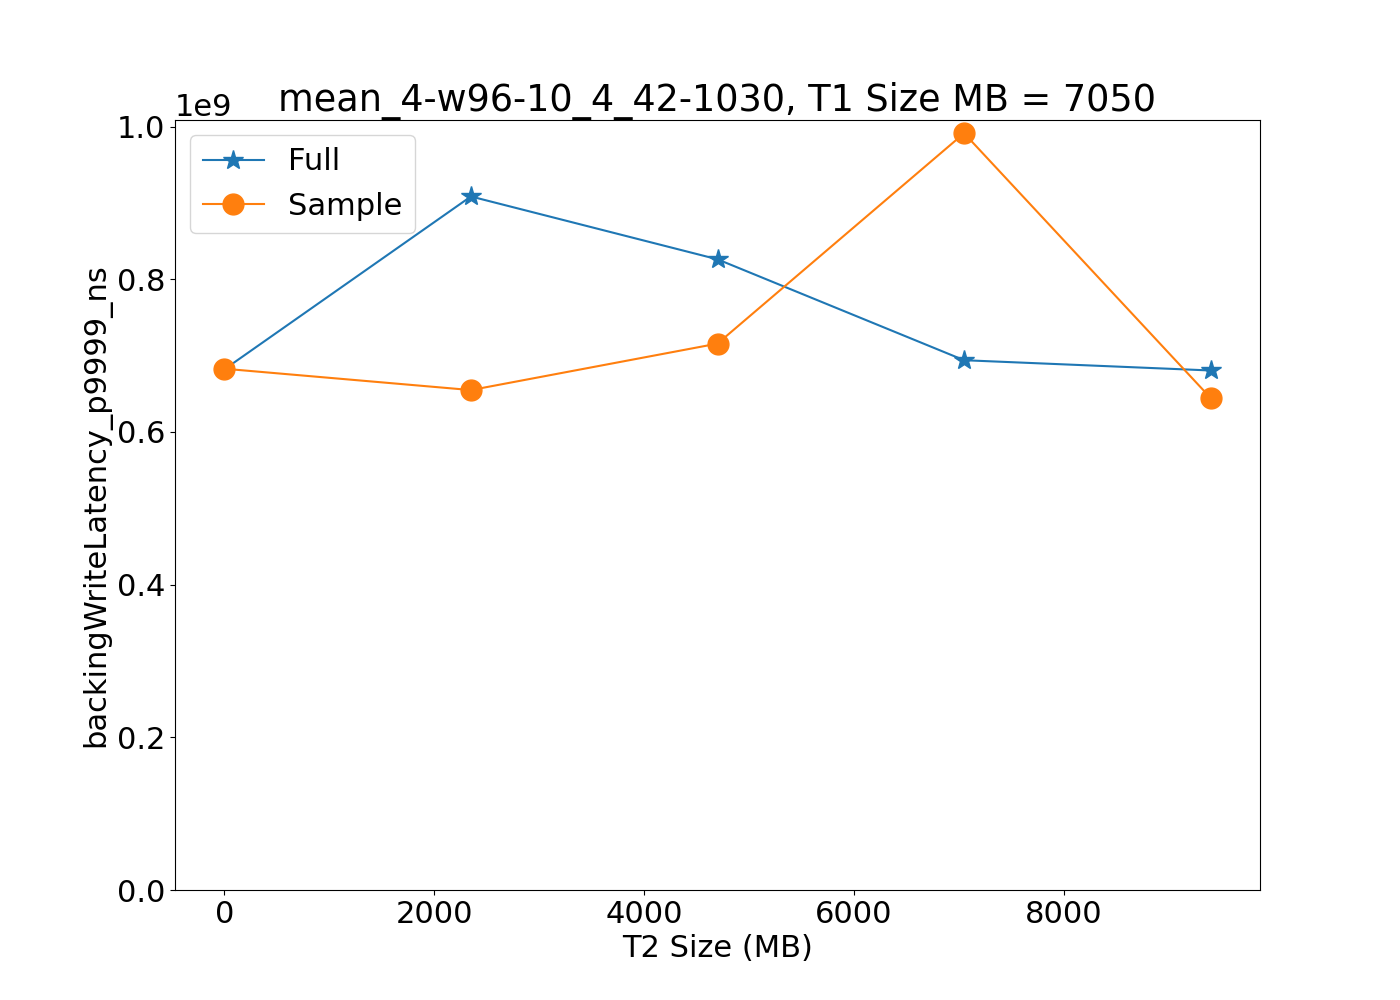 mean_4-w96-10_4_42-1030, T1 Size MB = 7050
1e9
Full
Sample
backingWriteLatency_p9999_ns
1.0
0.8
0.6
0.4
0.2
0.0
0 2000 4000 6000 8000
T2 Size (MB)